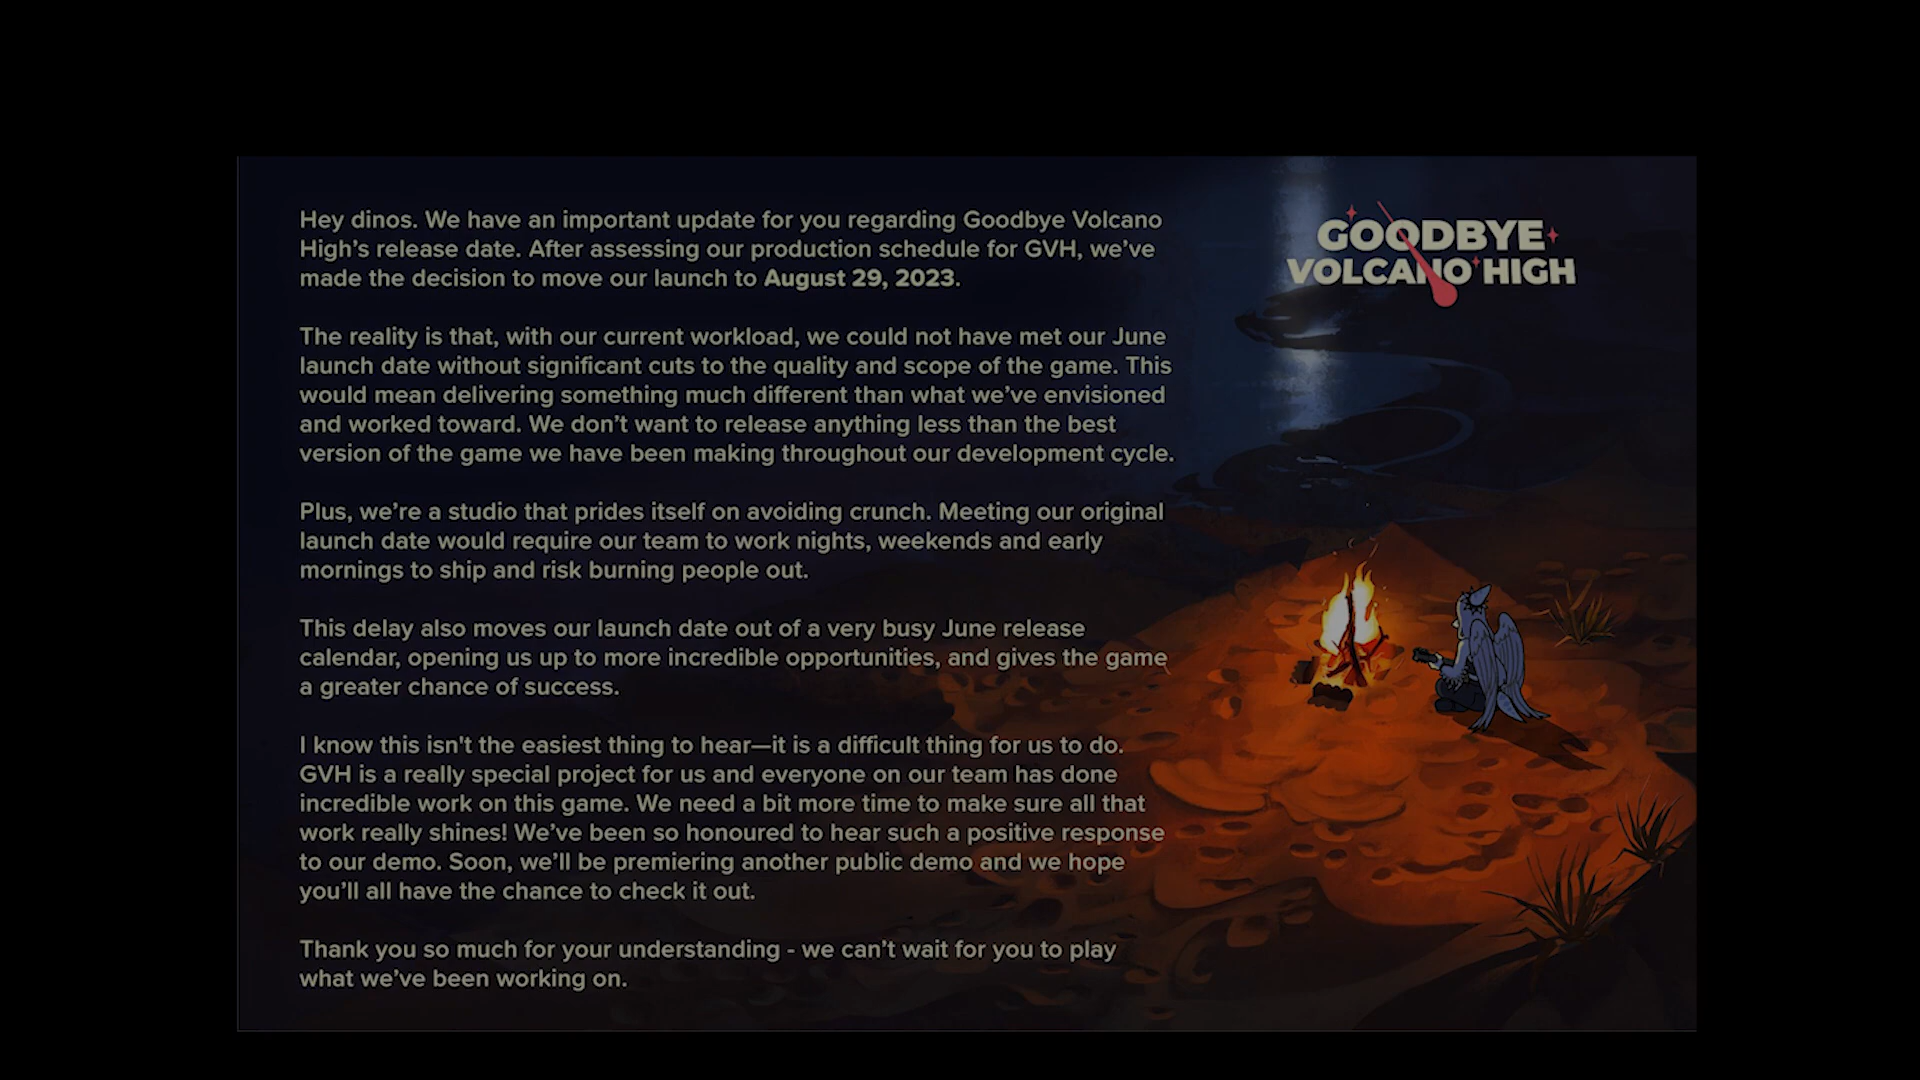 Hey dinos. We have an important update for you regarding Goodbye Volcano
High’s release date. After assessing our production schedule for GVH, we’ve
made the decision to move our launch to August 29, 2023.
The reality is that, with our current workload, we could not have met our June
launch date without significant cuts to the quality and scope of the game. This
would mean delivering something much different than what we’ve envisioned
and worked toward. We don’t want to release anything less than the best
version of the game we have been making throughout our development cycle.
Plus, we’re a studio that prides itself on avoiding crunch. Meeting our original
launch date would require our team to work nights, weekends and early
mornings to ship and risk burning people out.
This delay also moves our launch date out of a very busy June release
calendar, opening us up to more incredible opportunities, and gives the game
a greater chance of success.
I know this isn't the easiest thing to hear—it is a difficult thing for us to do.
GVH is a really special project for us and everyone on our team has done
incredible work on this game. We need a bit more time to make sure all that
work really shines! We’ve been so honoured to hear such a positive response
to our demo. Soon, we’ll be premiering another public demo and we hope
you’ll all have the chance to check it out.
Thank you so much for your understanding - we can’t wait for you to play
what we’ve been working on.
GOODBYE
VOLCANO HIGH